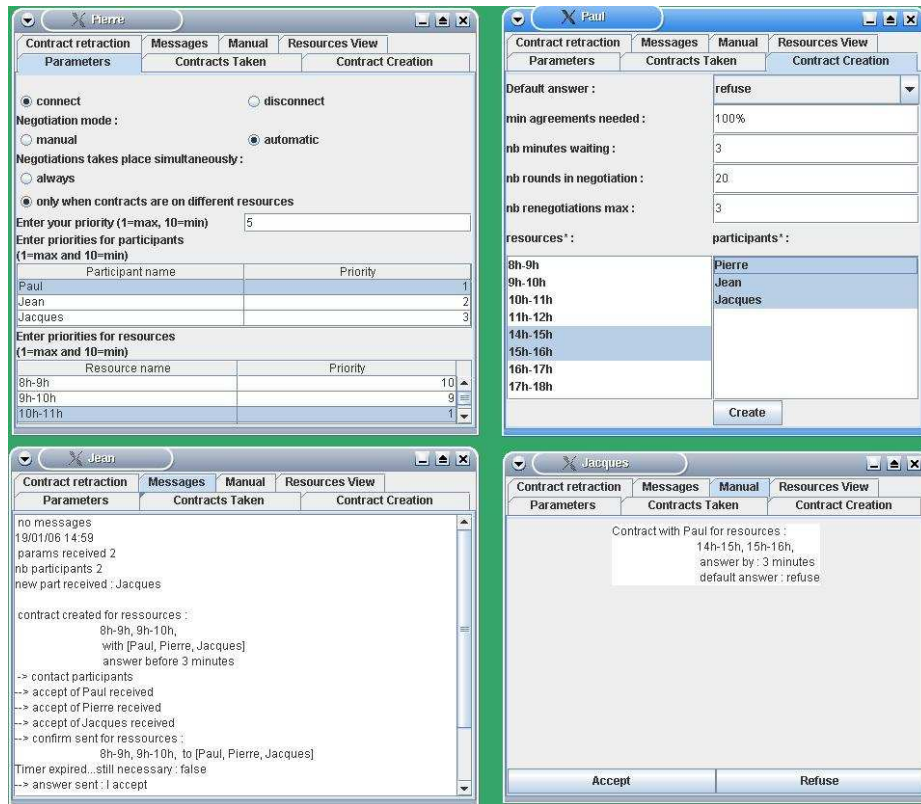 Pierre
Contract retraction Messages Manual Resources View
Parameters Contracts Taken Contract Creation
connect disconnect
Negotiation mode :
manual automatic
Negotiations takes place simultaneously :
always
only when contracts are on different resources
Enter your priority (1=max, 10=min) 5
Enter priorities for participants
(1=max and 10=min)
Participant name Priority
Paul 1
Jean 2
Jacques 3
Enter priorities for resources
(1=max and 10=min)
Resource name Priority
8h-9h 10
9h-10h 9
10h-11h 1
Paul
Contract retraction Messages Manual Resources View
Parameters Contracts Taken Contract Creation
Default answer : refuse
min agreements needed : 100%
nb minutes waiting : 3
nb rounds in negotiation : 20
nb renegotiations max : 3
resources* : participants* :
8h-9h Pierre
9h-10h Jean
10h-11h Jacques
11h-12h
14h-15h
15h-16h
16h-17h
17h-18h
Create
Jean
Contract retraction Messages Manual Resources View
Parameters Contracts Taken Contract Creation
no messages
19/01/06 14:59
params received 2
nb participants 2
new part received : Jacques
contract created for ressources :
8h-9h, 9h-10h,
with [Paul, Pierre, Jacques]
answer before 3 minutes
-> contact participants
--> accept of Paul received
--> accept of Pierre received
--> accept of Jacques received
--> confirm sent for ressources :
8h-9h, 9h-10h, to [Paul, Pierre, Jacques]
Timer expired...still necessary : false
--> answer sent : I accept
Jacques
Contract retraction Messages Manual Resources View
Parameters Contracts Taken Contract Creation
Contract with Paul for resources :
14h-15h, 15h-16h,
answer by : 3 minutes
default answer : refuse
Accept Refuse